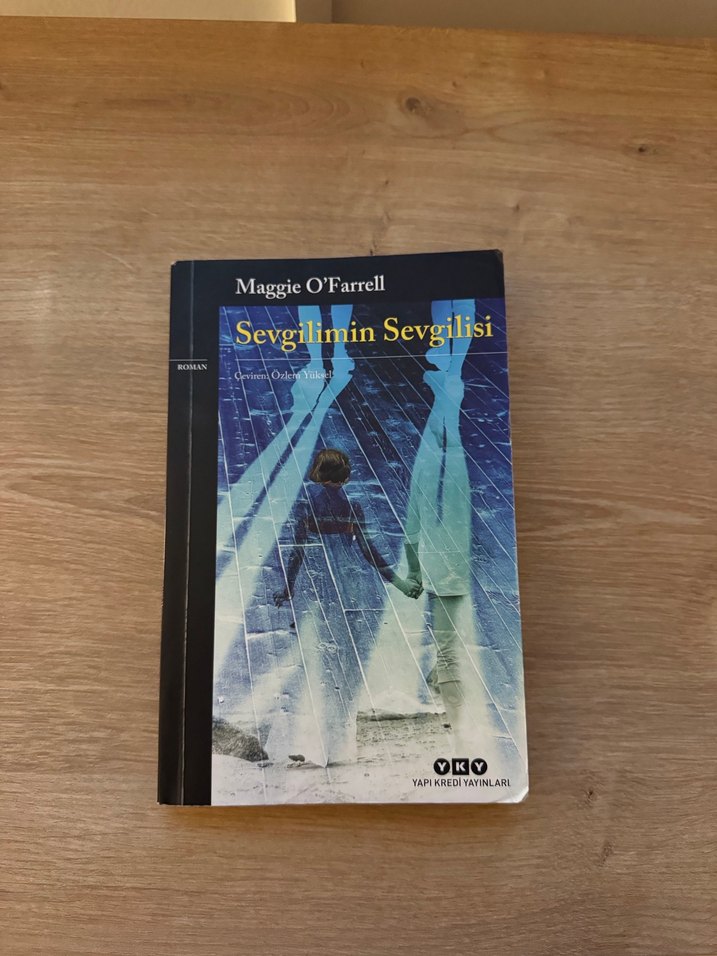 Maggie O'Farrell
Sevgilimin Sevgilisi
ROMAN
Çeviren: Özlem Yüksel
YKY
YAPI KREDİ YAYINLARI